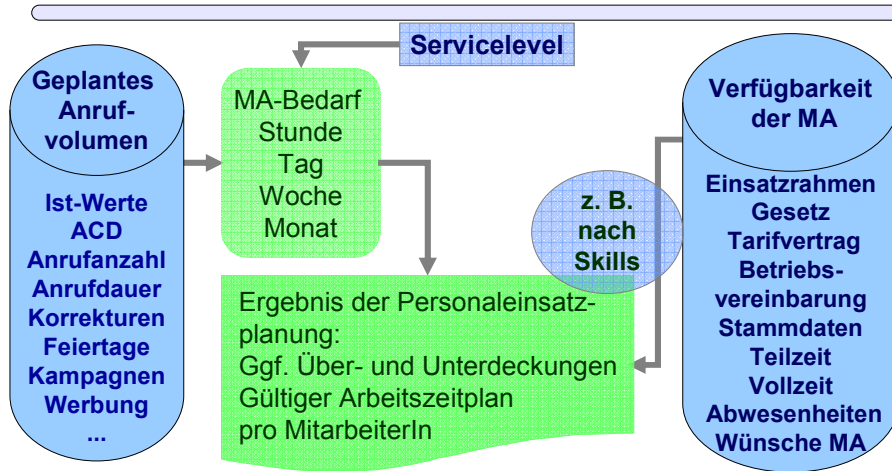 Servicelevel
Geplantes
Anruf-
volumen
Ist-Werte
ACD
Anrufanzahl
Anrufdauer
Korrekturen
Feiertage
Kampagnen
Werbung
...
MA-Bedarf
Stunde
Tag
Woche
Monat
Ergebnis der Personaleinsatz-
planung:
Ggf. Über- und Unterdeckungen
Gültiger Arbeitszeitplan
pro MitarbeiterIn
z. B.
nach
Skills
Verfügbarkeit
der MA
Einsatzrahmen
Gesetz
Tarifvertrag
Betriebs-
vereinbarung
Stammdaten
Teilzeit
Vollzeit
Abwesenheiten
Wünsche MA